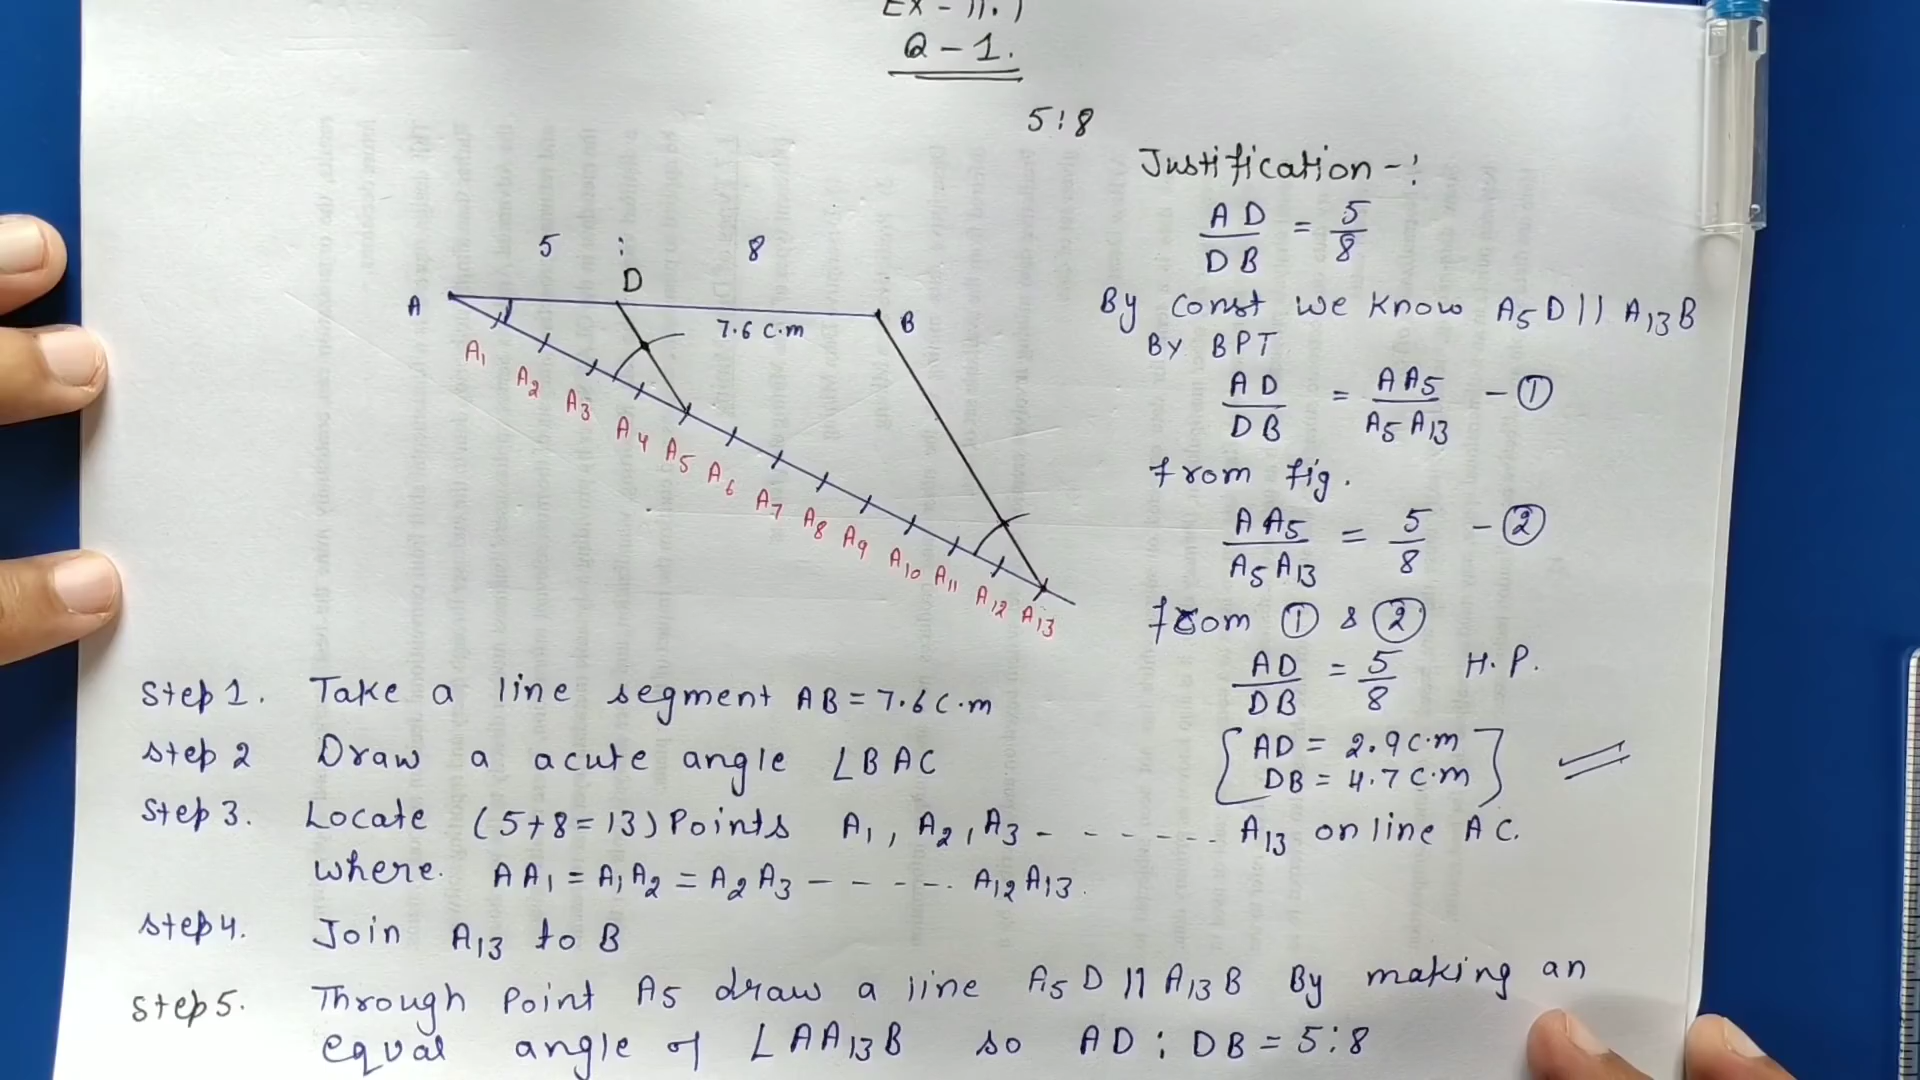 Ex - 11.1
Q - 1.
5:8
Justification -:
AD/DB = 5/8
By Const we know A5D || A13B
By BPT
AD/DB = AA5/A5A13 - ①
from fig.
AA5/A5A13 = 5/8 - ②
from ① & ②
AD/DB = 5/8 H.P.
[AD = 2.9 c.m
DB = 4.7 c.m]
5 : 8
A D B
7.6 c.m
A1 A2 A3 A4 A5 A6 A7 A8 A9 A10 A11 A12 A13
Step 1. Take a line segment AB = 7.6 c.m
Step 2 Draw a acute angle ∠BAC
Step 3. Locate (5+8=13) Points A1, A2, A3 - - - ... A13 on line AC.
where. AA1 = A1A2 = A2A3 - - - - -. A12A13.
Step 4. Join A13 to B
Step 5. Through Point A5 draw a line A5D || A13B By making an
equal angle of ∠AA13B so AD : DB = 5:8